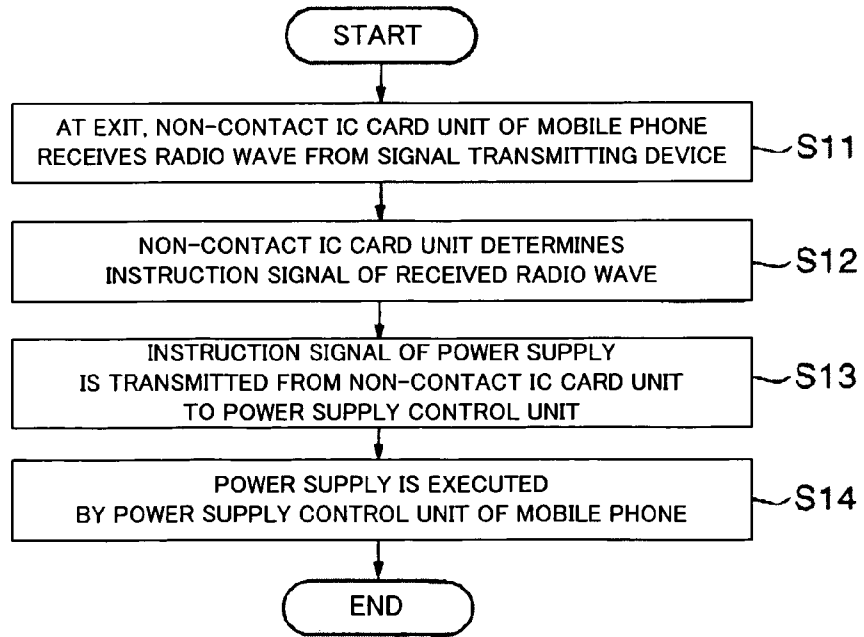 START
AT EXIT, NON-CONTACT IC CARD UNIT OF MOBILE PHONE
RECEIVES RADIO WAVE FROM SIGNAL TRANSMITTING DEVICE
S11
NON-CONTACT IC CARD UNIT DETERMINES
INSTRUCTION SIGNAL OF RECEIVED RADIO WAVE
S12
INSTRUCTION SIGNAL OF POWER SUPPLY
IS TRANSMITTED FROM NON-CONTACT IC CARD UNIT
TO POWER SUPPLY CONTROL UNIT
S13
POWER SUPPLY IS EXECUTED
BY POWER SUPPLY CONTROL UNIT OF MOBILE PHONE
S14
END